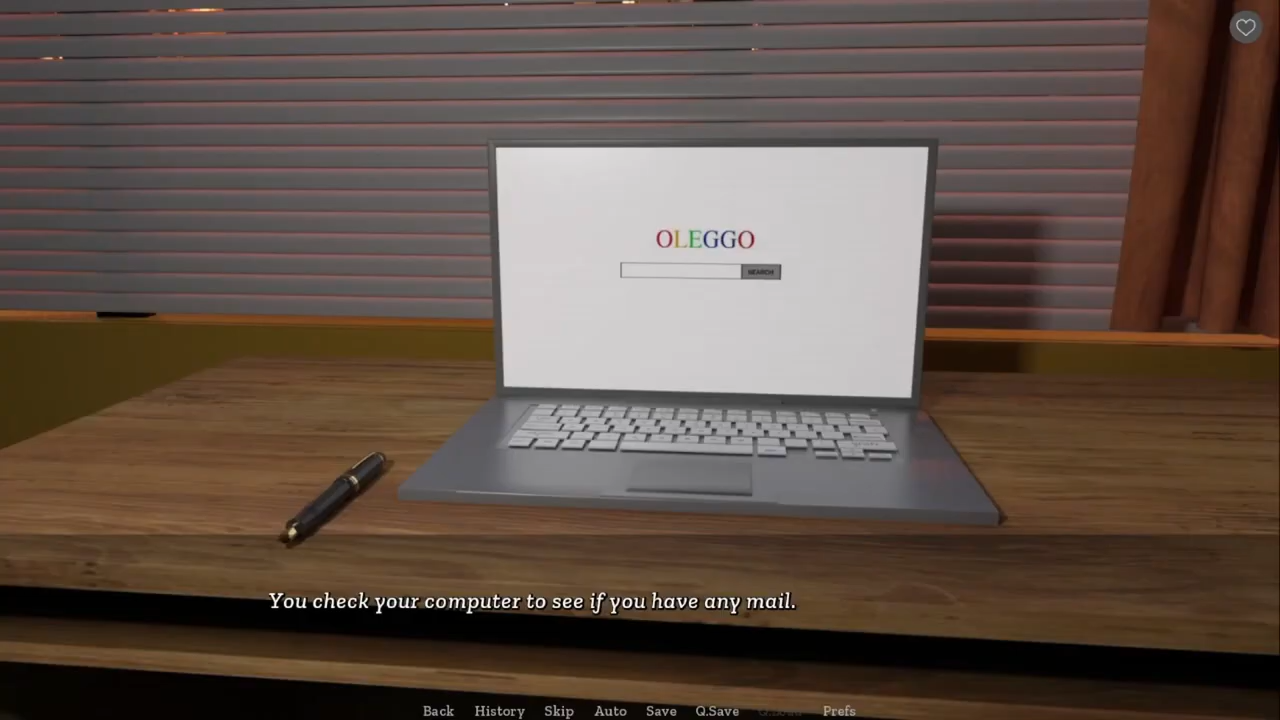 OLEGGO
SEARCH
You check your computer to see if you have any mail.
Back History Skip Auto Save Q.Save Q.Load Prefs